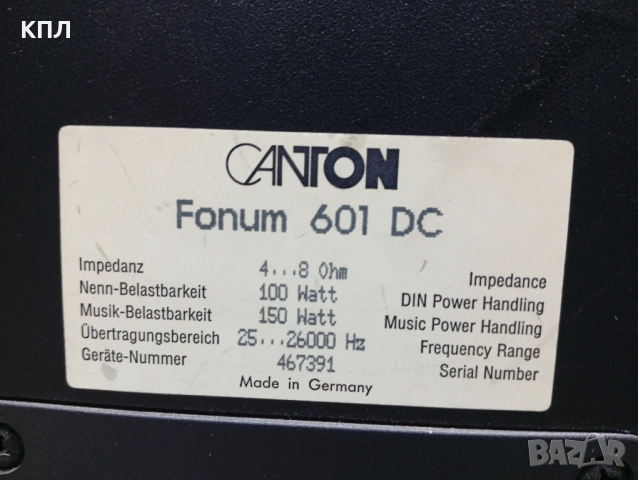 КПЛ
CANTON
Fonum 601 DC
Impedanz 4...8 Ohm Impedance
Nenn-Belastbarkeit 100 Watt DIN Power Handling
Musik-Belastbarkeit 150 Watt Music Power Handling
Übertragungsbereich 25...26000 Hz Frequency Range
Geräte-Nummer 467391 Serial Number
Made in Germany
BAZAR